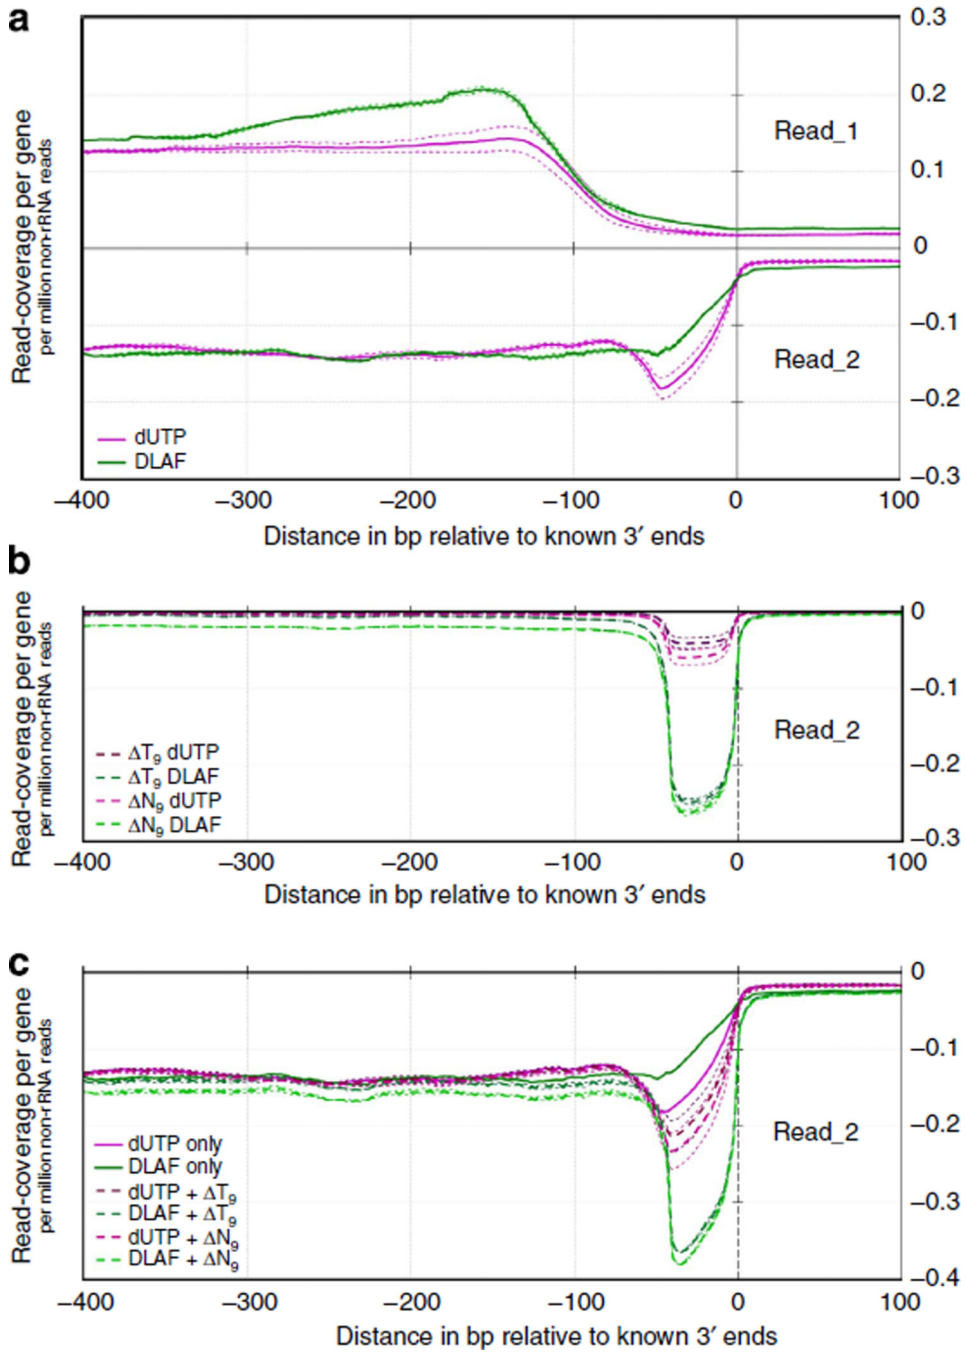 a
Read-coverage per gene
per million non-rRNA reads
0.3
0.2
Read_1
0.1
0
−0.1
Read_2
−0.2
dUTP
DLAF
−0.3
−400 −300 −200 −100 0 100
Distance in bp relative to known 3′ ends
b
Read-coverage per gene
per million non-rRNA reads
0
−0.1
Read_2
−0.2
ΔT9 dUTP
ΔT9 DLAF
ΔN9 dUTP
ΔN9 DLAF
−0.3
−400 −300 −200 −100 0 100
Distance in bp relative to known 3′ ends
c
Read-coverage per gene
per million non-rRNA reads
0
−0.1
−0.2
Read_2
dUTP only
DLAF only
dUTP + ΔT9
DLAF + ΔT9
dUTP + ΔN9
DLAF + ΔN9
−0.3
−0.4
−400 −300 −200 −100 0 100
Distance in bp relative to known 3′ ends